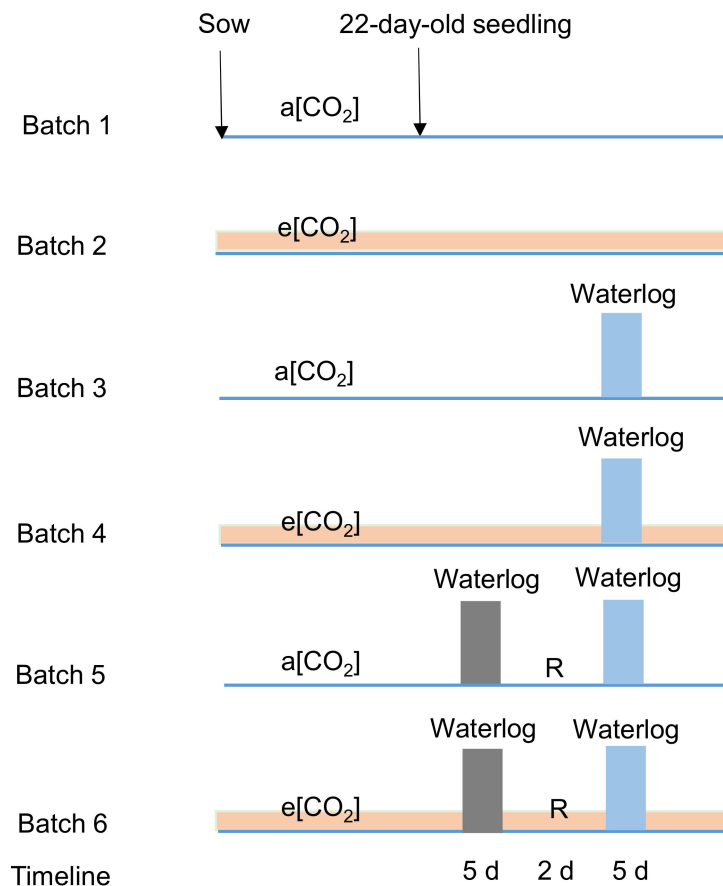 Sow 22-day-old seedling
Batch 1 a[CO₂]
Batch 2 e[CO₂]
Waterlog
Batch 3 a[CO₂]
Waterlog
Batch 4 e[CO₂]
Waterlog Waterlog
Batch 5 a[CO₂] R
Waterlog Waterlog
Batch 6 e[CO₂] R
Timeline 5 d 2 d 5 d